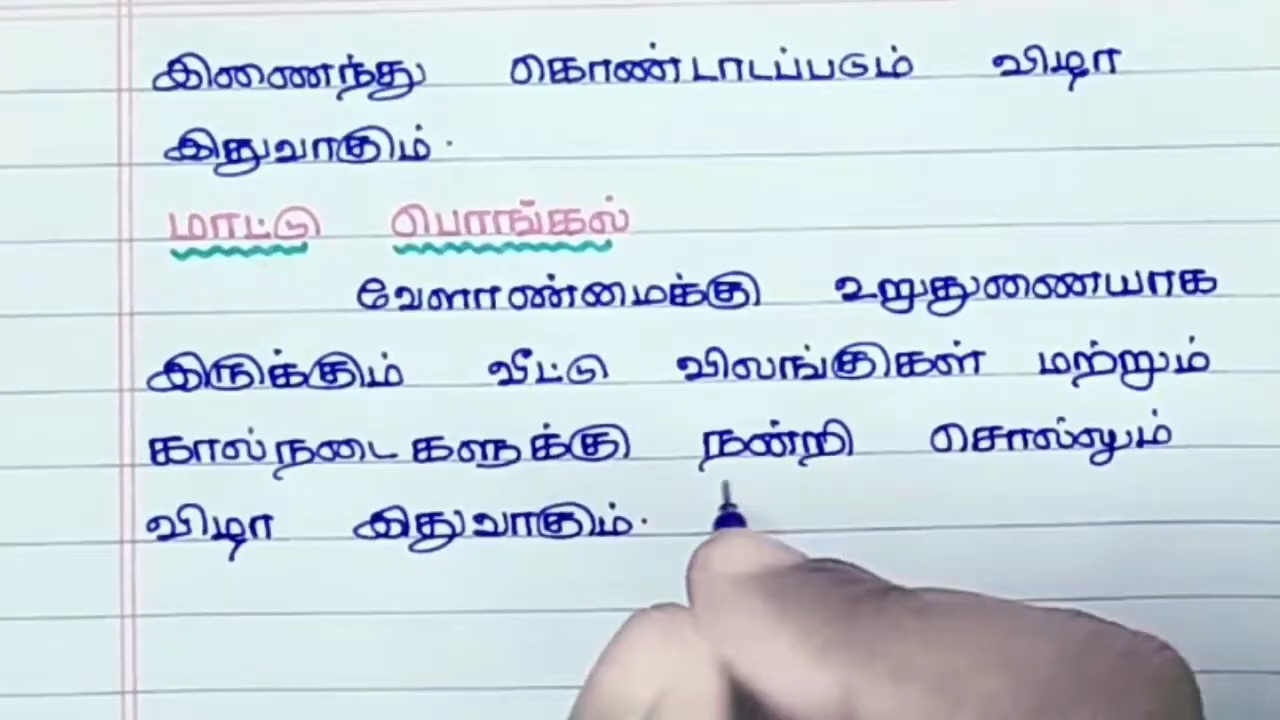 இணைந்து கொண்டாடப்படும் விழா
இதுவாகும்.
மாட்டு பொங்கல்
வேளாண்மைக்கு உறுதுணையாக
இருக்கும் வீட்டு விலங்குகள் மற்றும்
கால்நடைகளுக்கு நன்றி சொல்லும்
விழா இதுவாகும்.